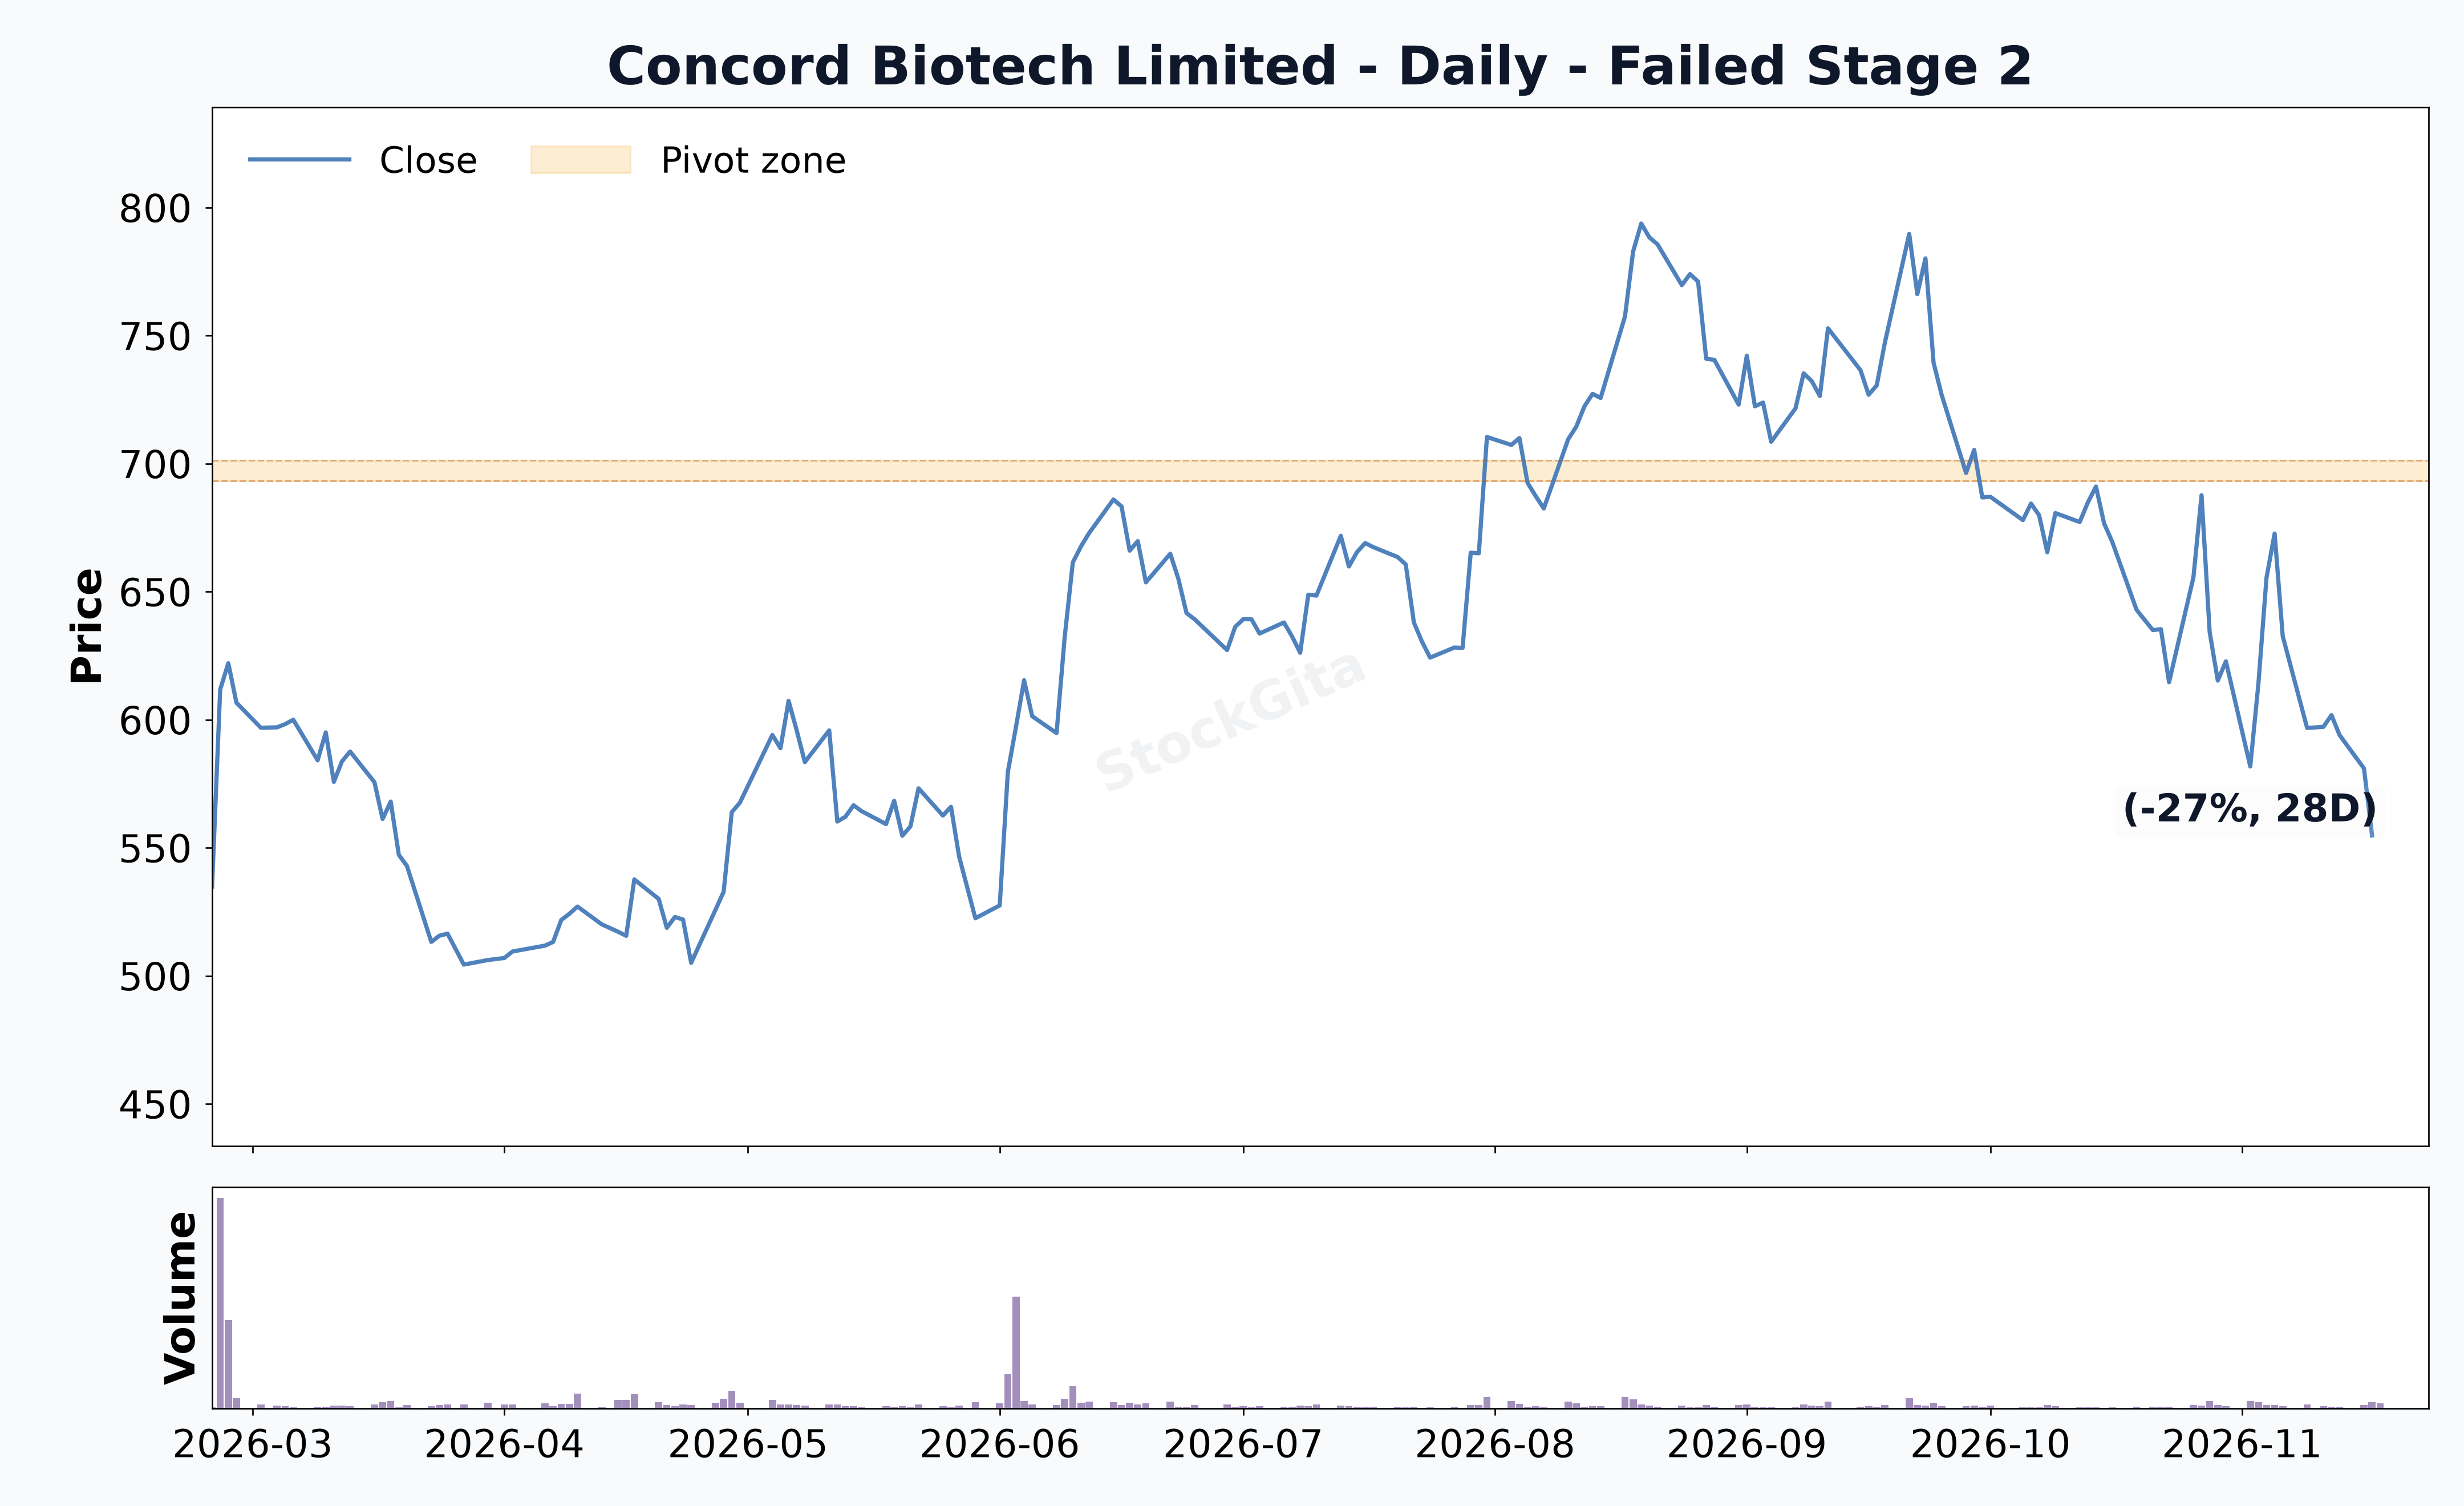 Concord Biotech Limited - Daily - Failed Stage 2
Close
Pivot zone
800
750
700
650
600
550
500
450
Price
StockGita
(-27%, 28D)
Volume
2026-03
2026-04
2026-05
2026-06
2026-07
2026-08
2026-09
2026-10
2026-11